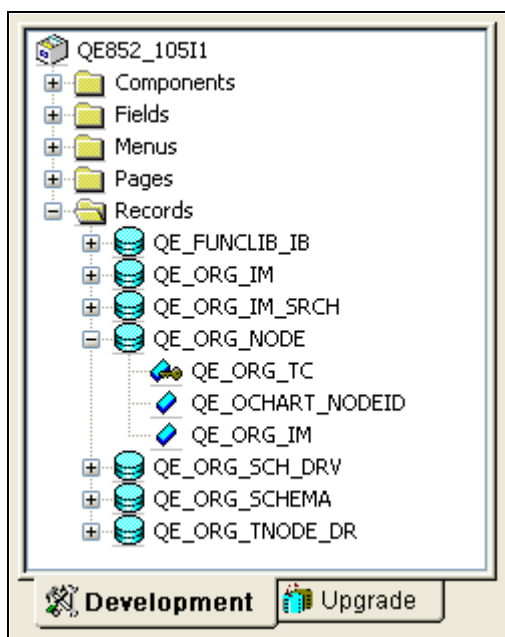 QE852_105I1
Components
Fields
Menus
Pages
Records
QE_FUNCLIB_IB
QE_ORG_IM
QE_ORG_IM_SRCH
QE_ORG_NODE
QE_ORG_TC
QE_OCHART_NODEID
QE_ORG_IM
QE_ORG_SCH_DRV
QE_ORG_SCHEMA
QE_ORG_TNODE_DR
Development Upgrade